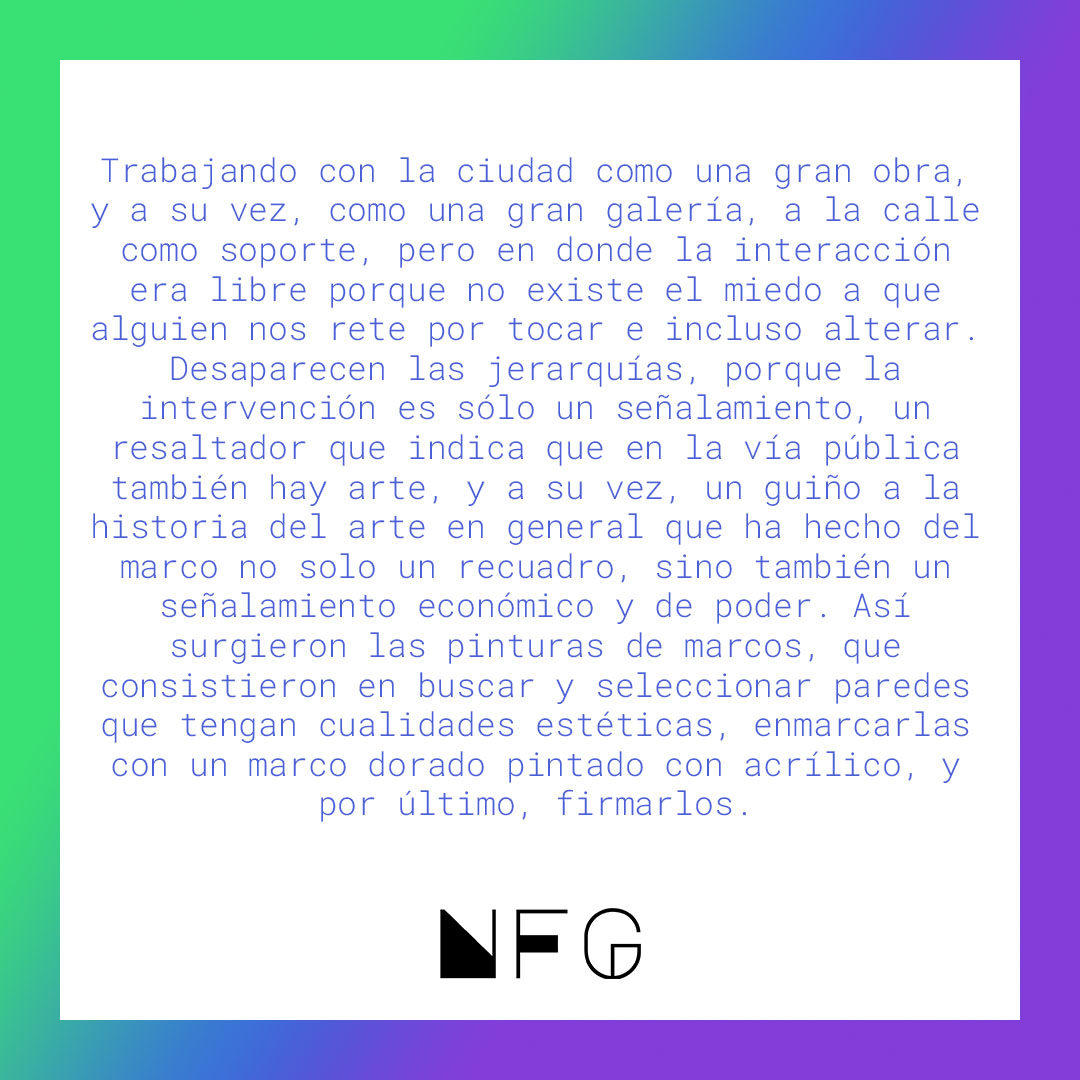 Trabajando con la ciudad como una gran obra,
y a su vez, como una gran galería, a la calle
como soporte, pero en donde la interacción
era libre porque no existe el miedo a que
alguien nos rete por tocar e incluso alterar.
Desaparecen las jerarquías, porque la
intervención es sólo un señalamiento, un
resaltador que indica que en la vía pública
también hay arte, y a su vez, un guiño a la
historia del arte en general que ha hecho del
marco no solo un recuadro, sino también un
señalamiento económico y de poder. Así
surgieron las pinturas de marcos, que
consistieron en buscar y seleccionar paredes
que tengan cualidades estéticas, enmarcarlas
con un marco dorado pintado con acrílico, y
por último, firmarlos.
NFG